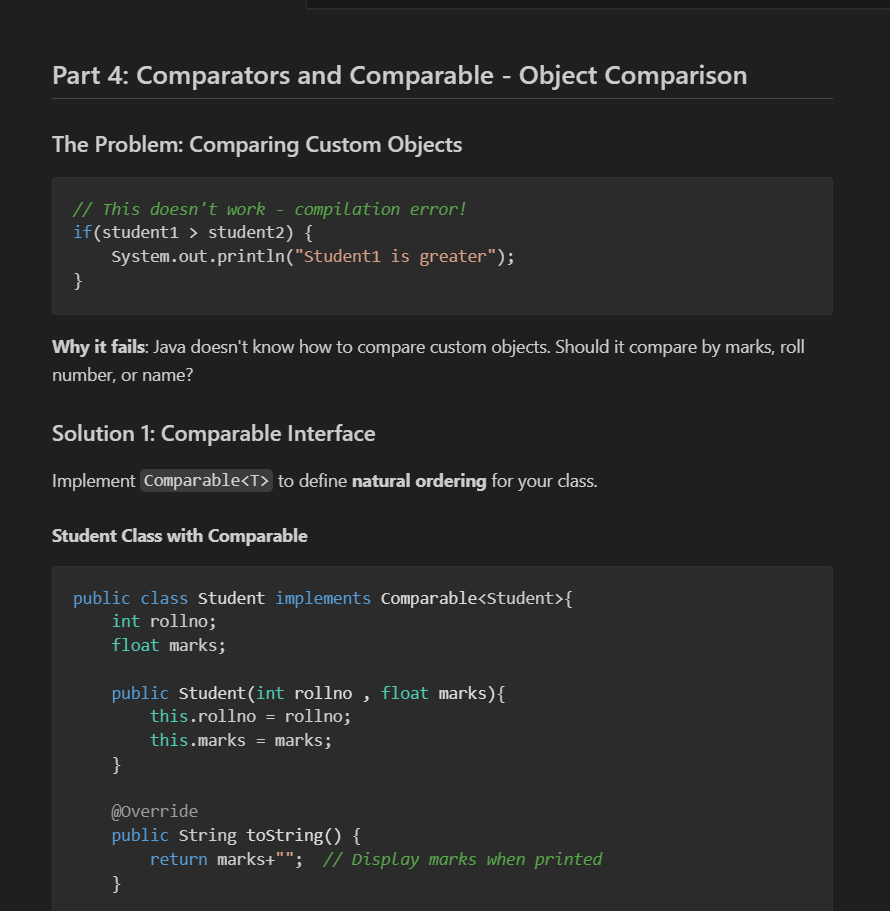 Part 4: Comparators and Comparable - Object Comparison
The Problem: Comparing Custom Objects
// This doesn't work - compilation error!
if(student1 > student2) {
    System.out.println("Student1 is greater");
}
Why it fails: Java doesn't know how to compare custom objects. Should it compare by marks, roll
number, or name?
Solution 1: Comparable Interface
Implement Comparable<T> to define natural ordering for your class.
Student Class with Comparable
public class Student implements Comparable<Student>{
    int rollno;
    float marks;
    public Student(int rollno , float marks){
        this.rollno = rollno;
        this.marks = marks;
    }
    @Override
    public String toString() {
        return marks+"";  // Display marks when printed
    }